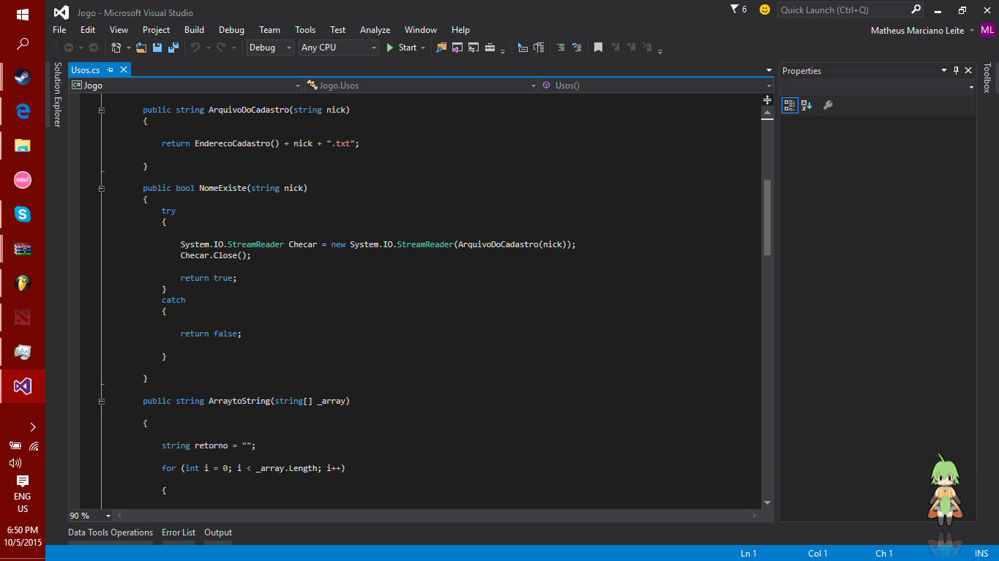 Jogo - Microsoft Visual Studio
6
Quick Launch (Ctrl+Q)
File Edit View Project Build Debug Team Tools Test Analyze Window Help
Matheus Marciano Leite ML
Debug Any CPU Start
Solution Explorer
Usos.cs
Properties
Toolbox
C# Jogo Jogo.Usos Usos()
public string ArquivoDoCadastro(string nick)
{
return EnderecoCadastro() + nick + ".txt";
}
public bool NomeExiste(string nick)
{
try
{
System.IO.StreamReader Checar = new System.IO.StreamReader(ArquivoDoCadastro(nick));
Checar.Close();
return true;
}
catch
{
return false;
}
}
public string ArraytoString(string[] _array)
{
string retorno = "";
for (int i = 0; i < _array.Length; i++)
{
90 %
Data Tools Operations Error List Output
Ln 1 Col 1 Ch 1 INS
osu!
ENG
US
6:50 PM
10/5/2015